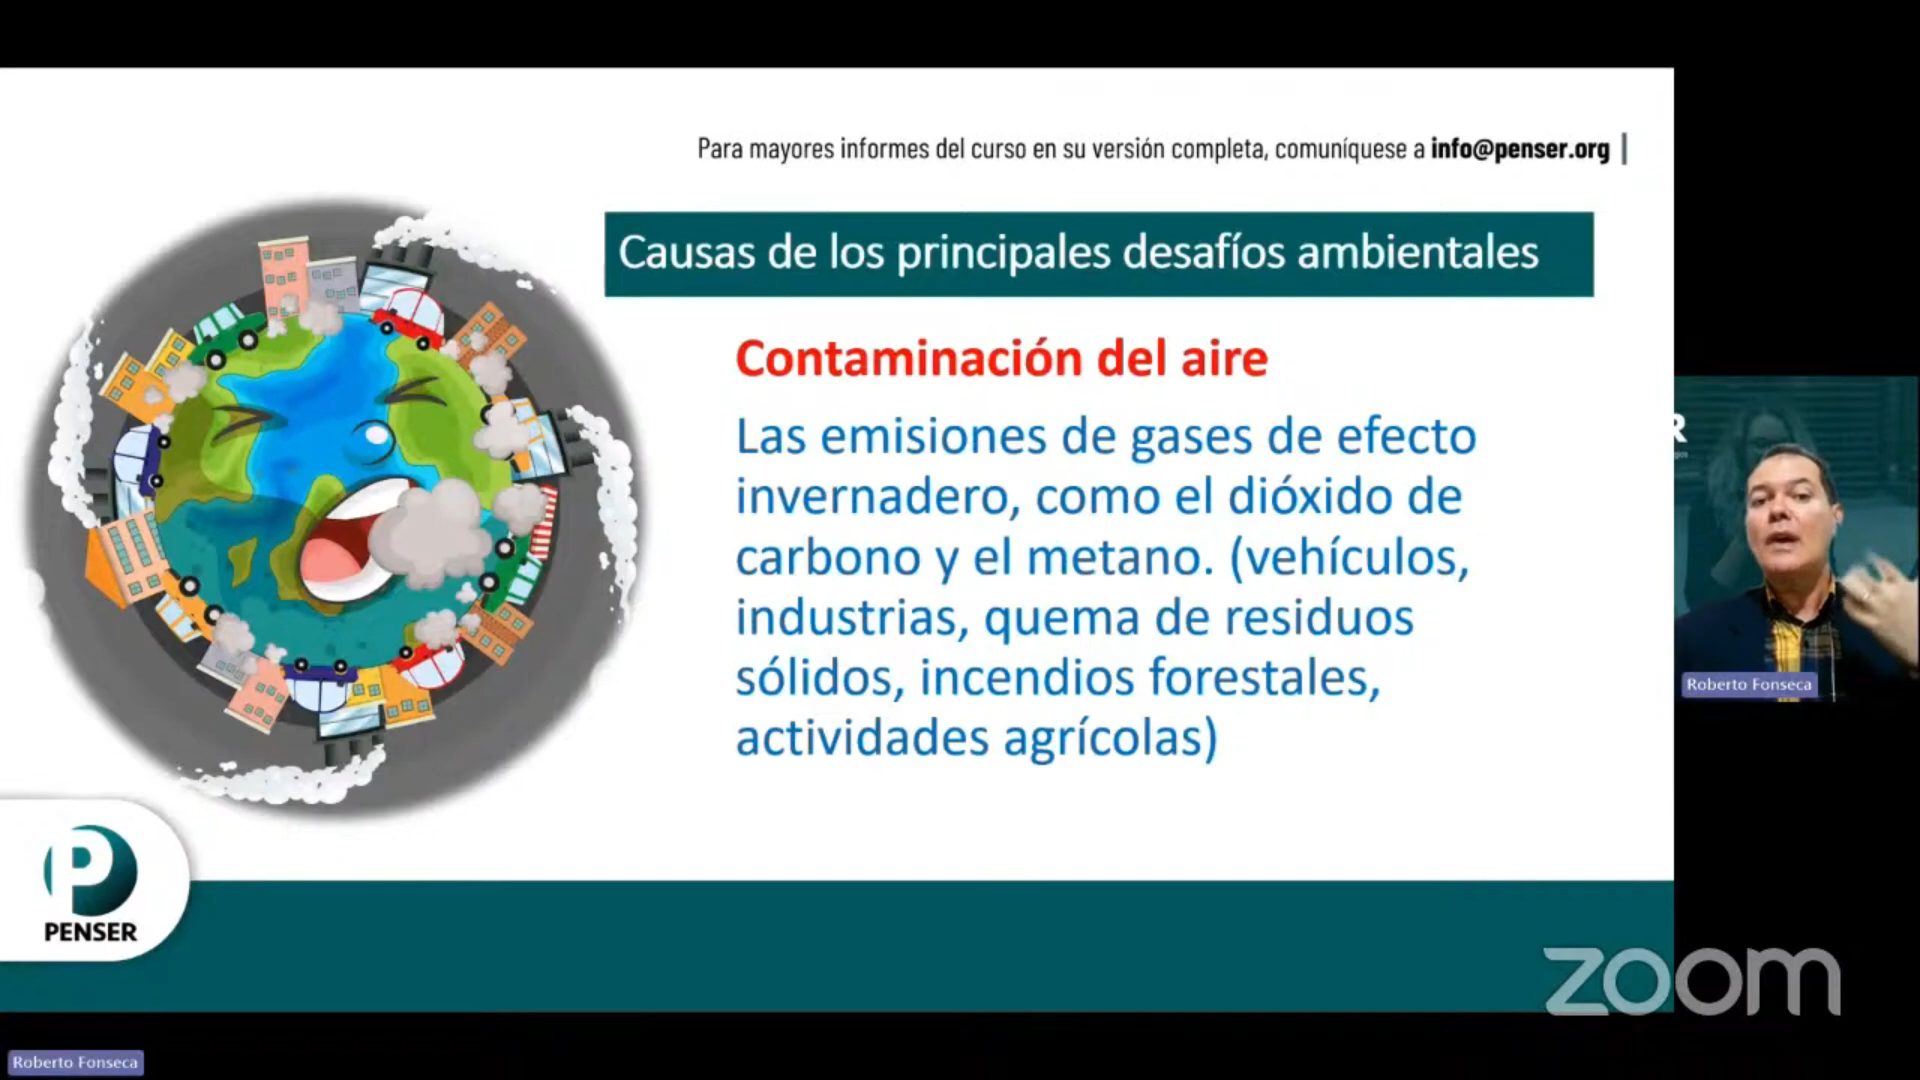 Para mayores informes del curso en su versión completa, comuníquese a info@penser.org |
Causas de los principales desafíos ambientales
Contaminación del aire
Las emisiones de gases de efecto
invernadero, como el dióxido de
carbono y el metano. (vehículos,
industrias, quema de residuos
sólidos, incendios forestales,
actividades agrícolas)
R
Roberto Fonseca
PENSER
zoom
Roberto Fonseca